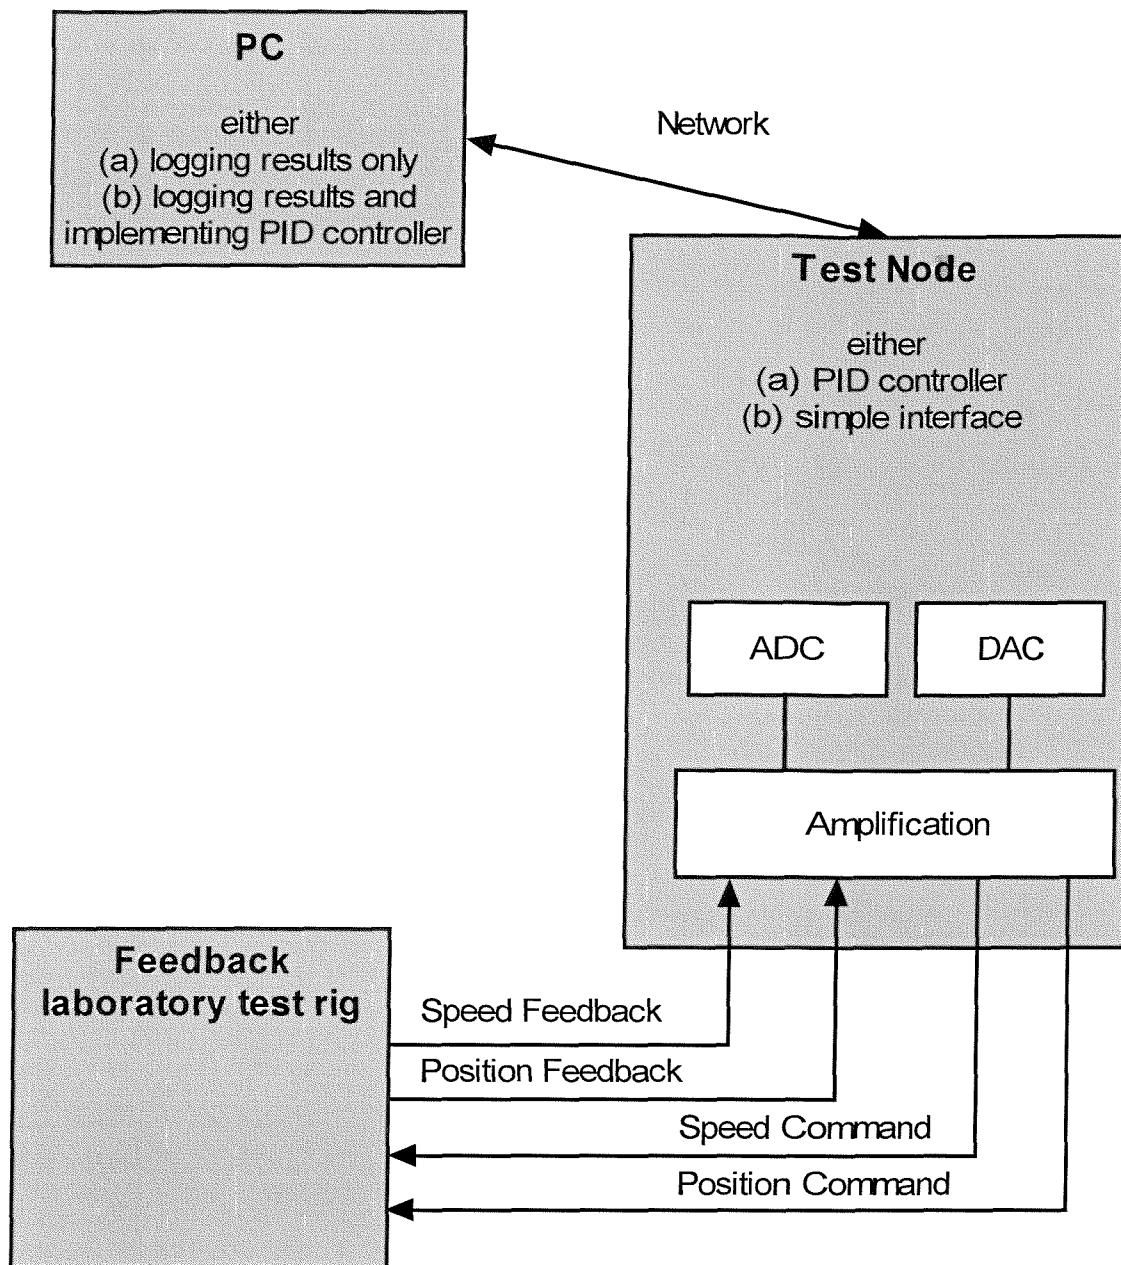 PC
either
(a) logging results only
(b) logging results and
implementing PID controller
Network
Test Node
either
(a) PID controller
(b) simple interface
ADC
DAC
Amplification
Feedback
laboratory test rig
Speed Feedback
Position Feedback
Speed Command
Position Command